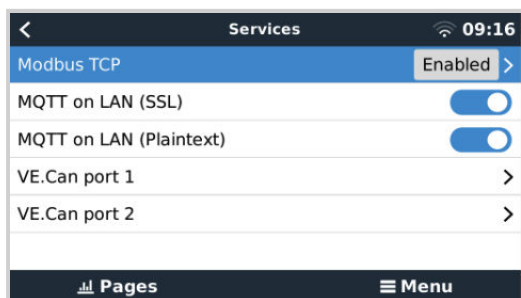 Services 09:16
Modbus TCP Enabled
MQTT on LAN (SSL)
MQTT on LAN (Plaintext)
VE.Can port 1
VE.Can port 2
Pages Menu